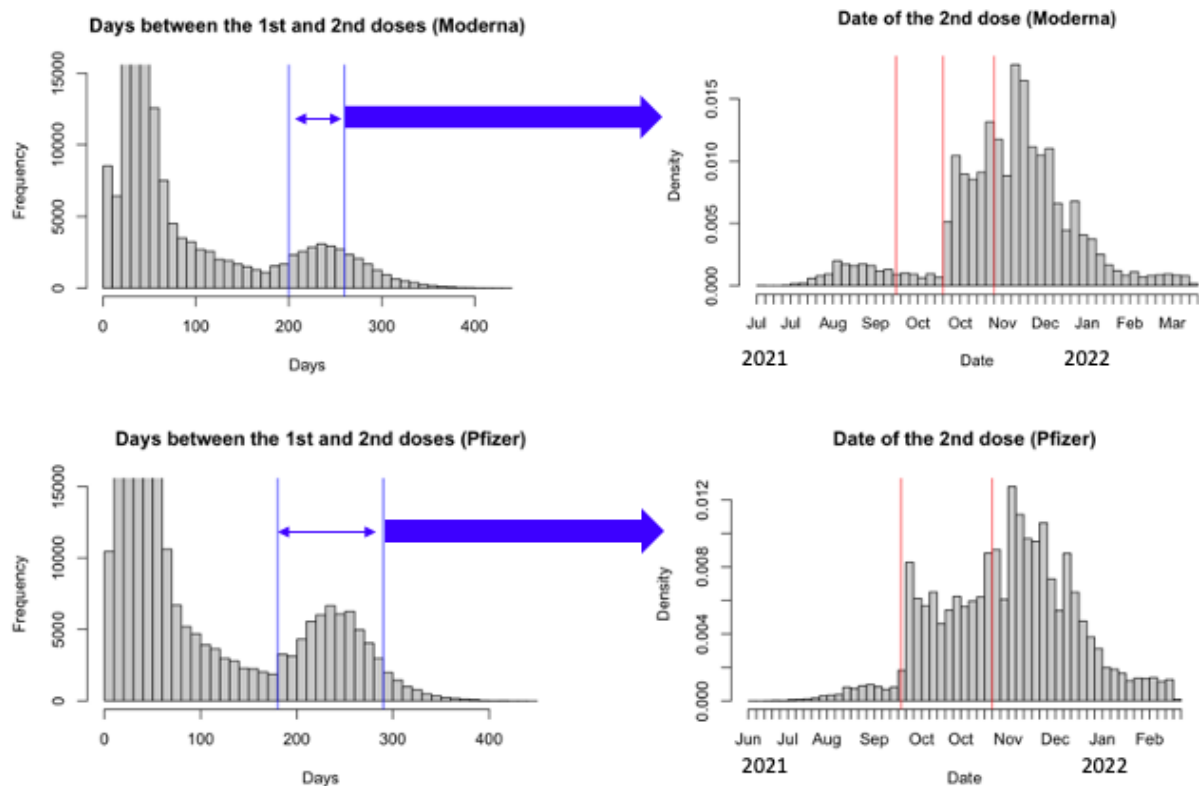 Days between the 1st and 2nd doses (Moderna)
Frequency
0 5000 10000 15000
0 100 200 300 400
Days
Date of the 2nd dose (Moderna)
Density
0.000 0.005 0.010 0.015
Jul Jul Aug Sep Oct Oct Nov Dec Jan Feb Mar
2021 Date 2022
Days between the 1st and 2nd doses (Pfizer)
Frequency
0 5000 10000 15000
0 100 200 300 400
Days
Date of the 2nd dose (Pfizer)
Density
0.000 0.004 0.008 0.012
Jun Jul Aug Sep Oct Oct Nov Dec Jan Feb
2021 Date 2022